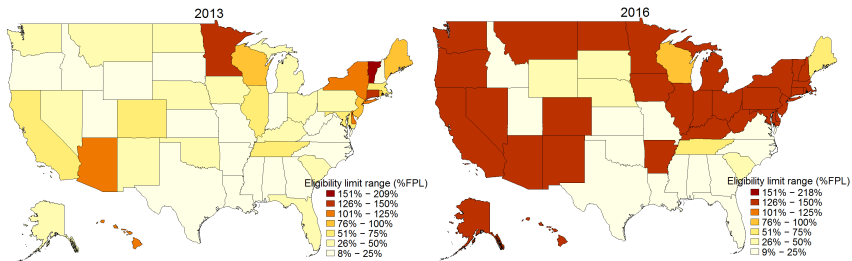 2013
Eligibility limit range (%FPL)
151% − 209%
126% − 150%
101% − 125%
76% − 100%
51% − 75%
26% − 50%
8% − 25%
2016
Eligibility limit range (%FPL)
151% − 218%
126% − 150%
101% − 125%
76% − 100%
51% − 75%
26% − 50%
9% − 25%